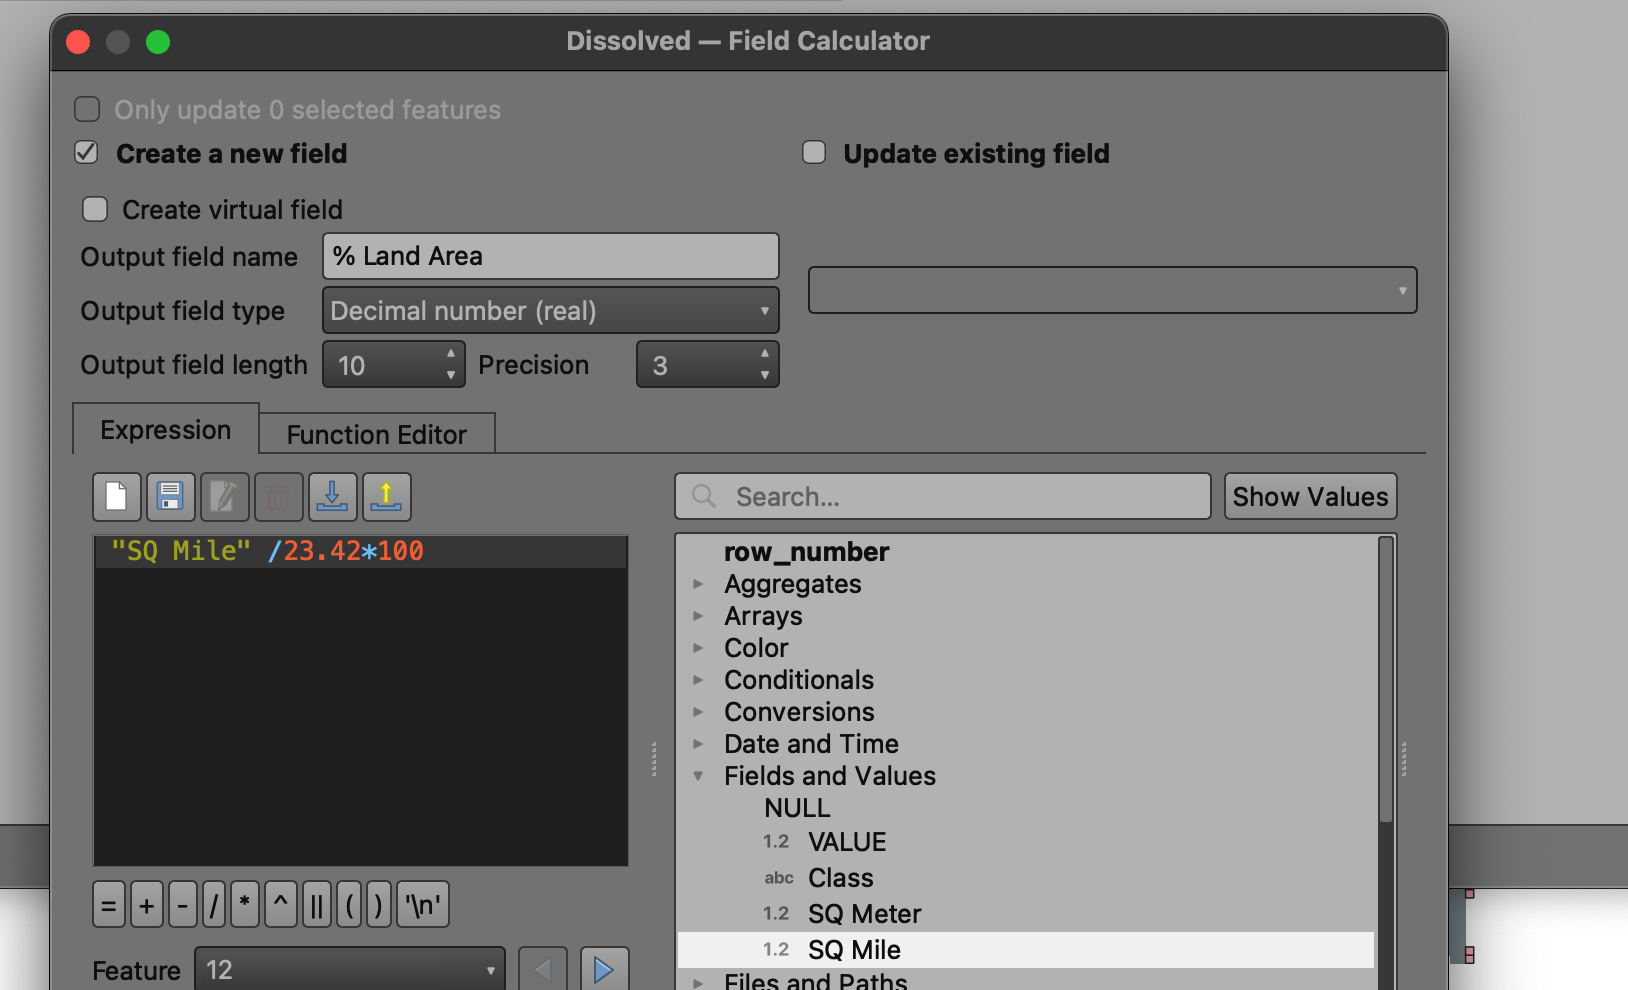 Dissolved — Field Calculator
Only update 0 selected features
Create a new field
Update existing field
Create virtual field
Output field name
% Land Area
Output field type
Decimal number (real)
Output field length
10
Precision
3
Expression
Function Editor
Search...
Show Values
"SQ Mile" /23.42*100
row_number
Aggregates
Arrays
Color
Conditionals
Conversions
Date and Time
Fields and Values
NULL
1.2 VALUE
abc Class
1.2 SQ Meter
1.2 SQ Mile
Files and Paths
= + - / * ^ || ( ) '\n'
Feature
12